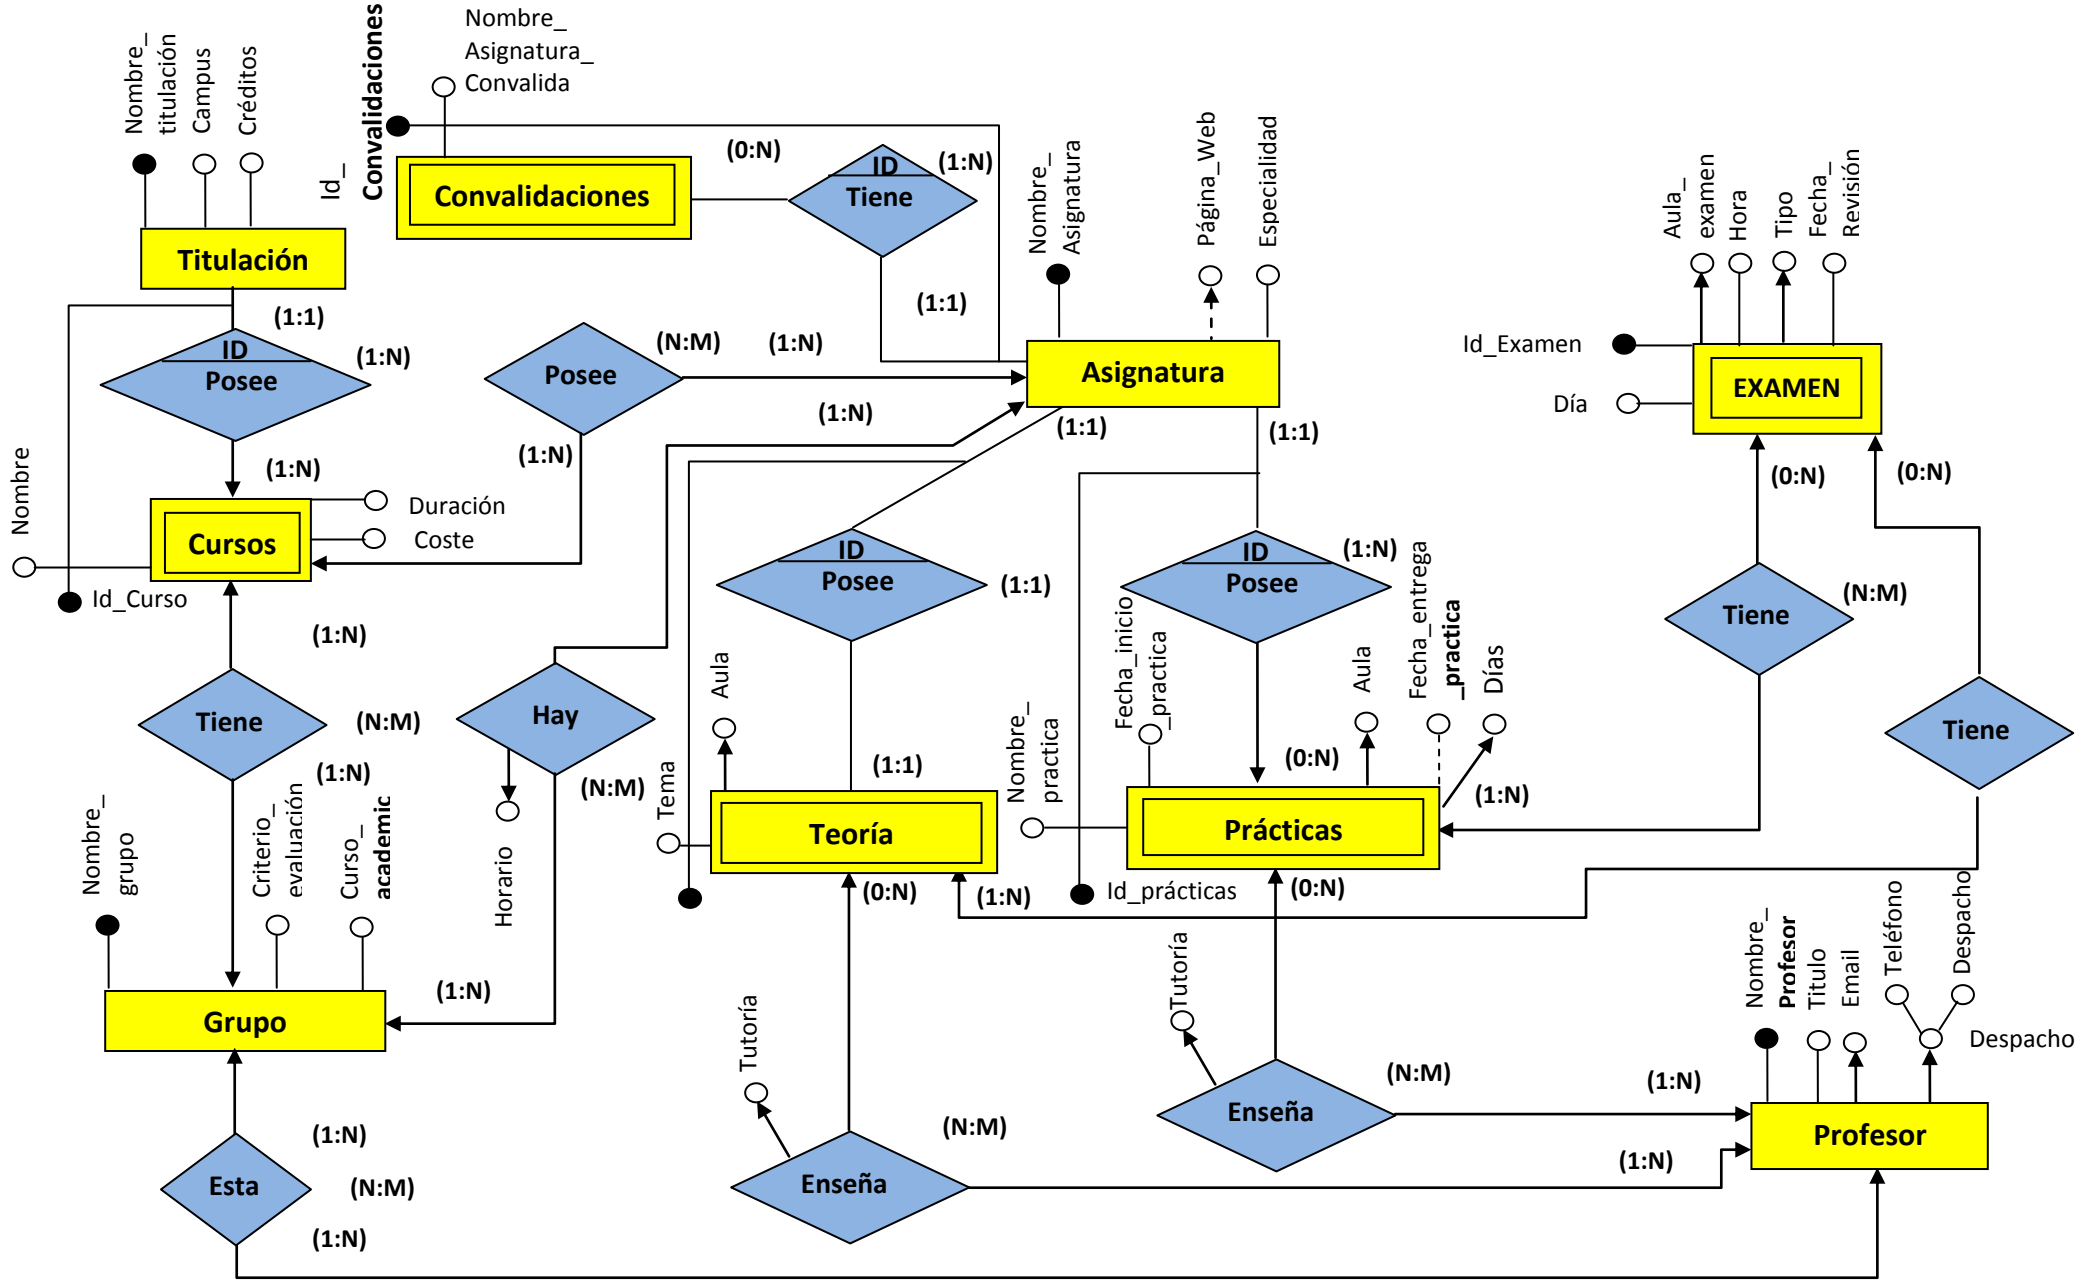 Nombre_
titulación
Campus
Créditos
Id_
Convalidaciones
Nombre_
Asignatura_
Convalida
Titulación
Convalidaciones
(0:N)
ID
Tiene
(1:N)
(1:1)
Nombre_
Asignatura
Página_Web
Especialidad
Aula_
examen
Hora
Tipo
Fecha_
Revisión
Id_Examen
Día
EXAMEN
(1:1)
ID
Posee
(1:N)
(1:N)
Posee
(N:M)
(1:N)
(1:N)
Asignatura
(1:N)
(1:1)
(1:1)
(0:N)
(0:N)
Nombre
Duración
Coste
Cursos
Id_Curso
ID
Posee
(1:1)
ID
Posee
(1:N)
Tiene
(N:M)
(1:N)
Tiene
(N:M)
(1:N)
Hay
(N:M)
Horario
Aula
Tema
(1:1)
Teoría
(0:N)
(1:N)
Nombre_
practica
Fecha_inicio
_practica
Aula
Fecha_entrega
_practica
Días
(0:N)
(1:N)
Prácticas
Id_prácticas
(0:N)
Tiene
Nombre_
grupo
Criterio_
evaluación
Curso_
academic
Grupo
(1:N)
Tutoría
Tutoría
Enseña
(N:M)
(1:N)
Nombre_
Profesor
Titulo
Email
Teléfono
Despacho
Despacho
Profesor
Enseña
(N:M)
(1:N)
(1:N)
Esta
(N:M)
(1:N)